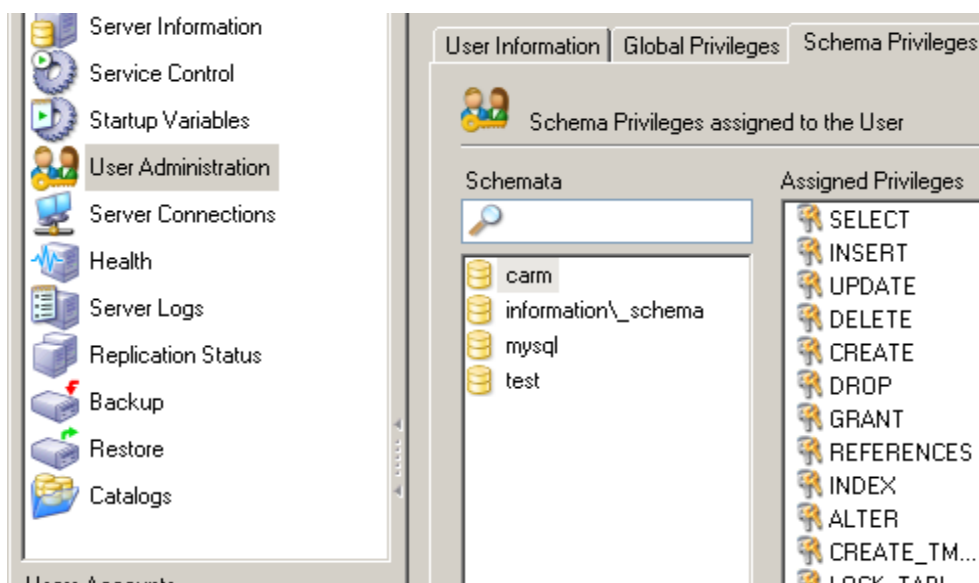 Server Information
Service Control
Startup Variables
User Administration
Server Connections
Health
Server Logs
Replication Status
Backup
Restore
Catalogs
User Information
Global Privileges
Schema Privileges
Schema Privileges assigned to the User
Schemata
carm
information\_schema
mysql
test
Assigned Privileges
SELECT
INSERT
UPDATE
DELETE
CREATE
DROP
GRANT
REFERENCES
INDEX
ALTER
CREATE_TM...